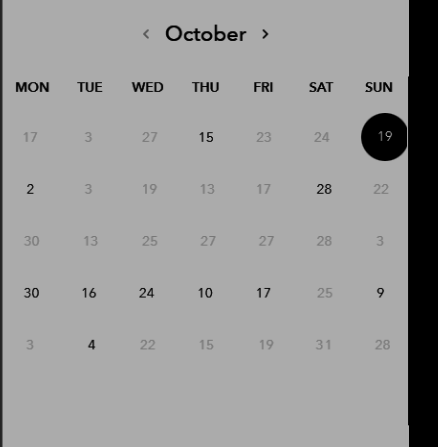 ‹ October ›
MON TUE WED THU FRI SAT SUN
17 3 27 15 23 24 19
2 3 19 13 17 28 22
30 13 25 27 27 28 3
30 16 24 10 17 25 9
3 4 22 15 19 31 28